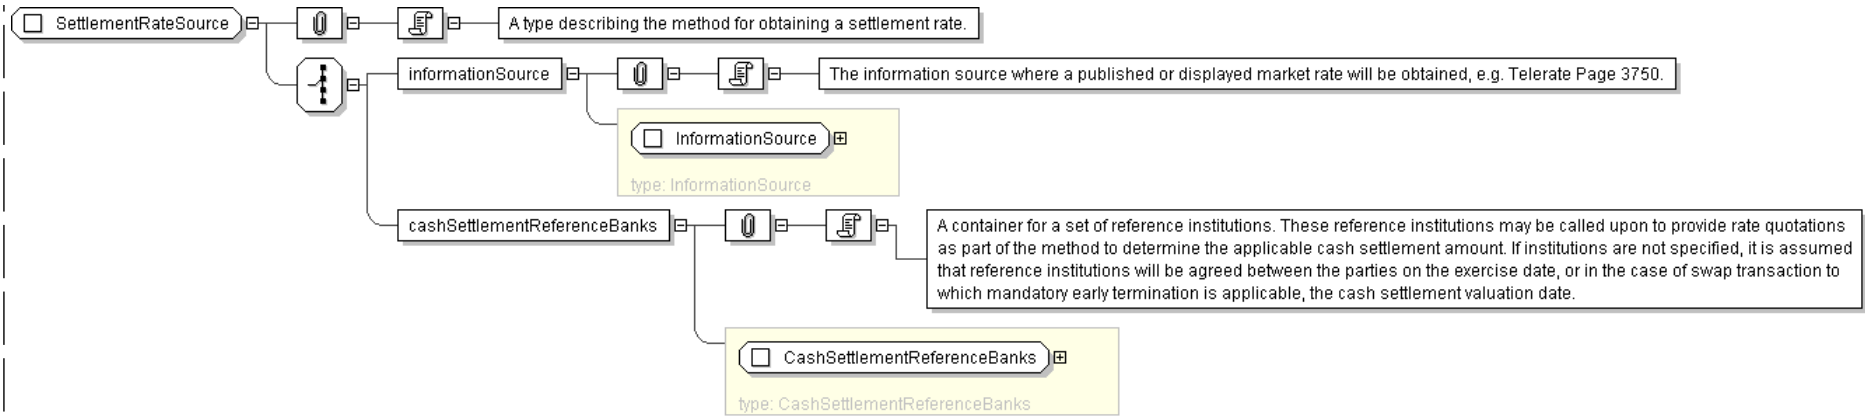 SettlementRateSource
A type describing the method for obtaining a settlement rate.
informationSource
The information source where a published or displayed market rate will be obtained, e.g. Telerate Page 3750.
InformationSource
type: InformationSource
cashSettlementReferenceBanks
A container for a set of reference institutions. These reference institutions may be called upon to provide rate quotations
as part of the method to determine the applicable cash settlement amount. If institutions are not specified, it is assumed
that reference institutions will be agreed between the parties on the exercise date, or in the case of swap transaction to
which mandatory early termination is applicable, the cash settlement valuation date.
CashSettlementReferenceBanks
type: CashSettlementReferenceBanks